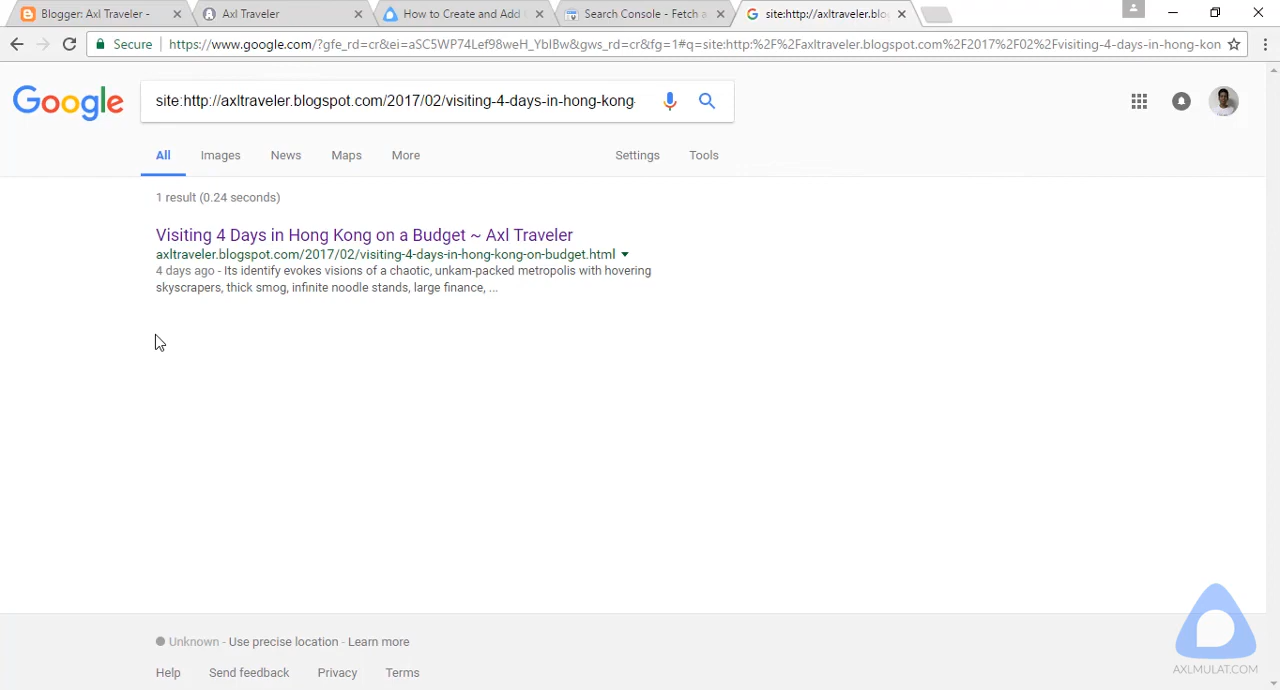 Blogger: Axl Traveler -
Axl Traveler
How to Create and Add
Search Console - Fetch a
site:http://axltraveler.blo
Secure
https://www.google.com/?gfe_rd=cr&ei=aSC5WP74Lef98weH_YbIBw&gws_rd=cr&fg=1#q=site:http:%2F%2Faxltraveler.blogspot.com%2F2017%2F02%2Fvisiting-4-days-in-hong-kon
Google
site:http://axltraveler.blogspot.com/2017/02/visiting-4-days-in-hong-kong-
All
Images
News
Maps
More
Settings
Tools
1 result (0.24 seconds)
Visiting 4 Days in Hong Kong on a Budget ~ Axl Traveler
axltraveler.blogspot.com/2017/02/visiting-4-days-in-hong-kong-on-budget.html
4 days ago - Its identify evokes visions of a chaotic, unkam-packed metropolis with hovering
skyscrapers, thick smog, infinite noodle stands, large finance, ...
Unknown - Use precise location - Learn more
Help
Send feedback
Privacy
Terms
AXLMULAT.COM